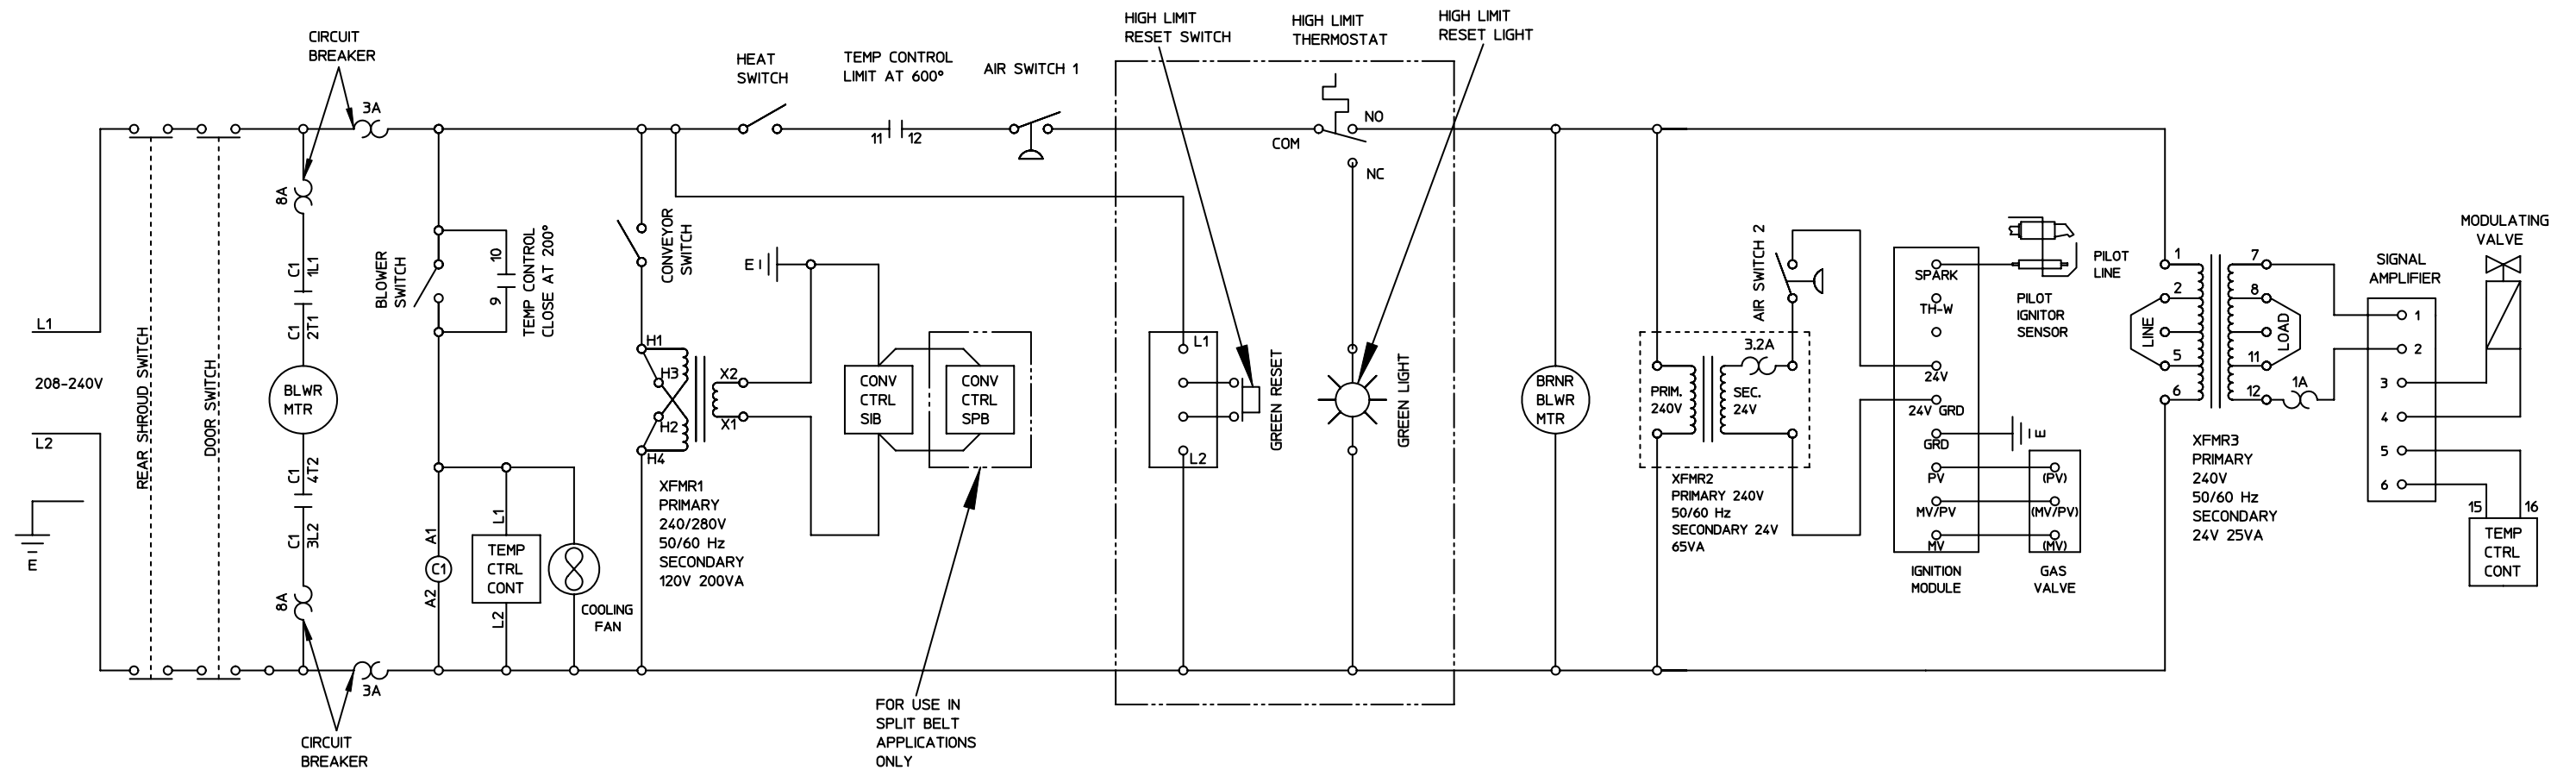 CIRCUIT
BREAKER
3A
HEAT
SWITCH
TEMP CONTROL
LIMIT AT 600°
AIR SWITCH 1
HIGH LIMIT
RESET SWITCH
HIGH LIMIT
THERMOSTAT
HIGH LIMIT
RESET LIGHT
11
12
COM
NO
NC
8A
L1
208-240V
L2
E
REAR SHROUD SWITCH
DOOR SWITCH
C1
1L1
C1
2T1
BLWR
MTR
C1
4T2
C1
3L2
8A
3A
CIRCUIT
BREAKER
BLOWER
SWITCH
10
9
TEMP CONTROL
CLOSE AT 200°
A1
C1
A2
L1
TEMP
CTRL
CONT
L2
COOLING
FAN
CONVEYOR
SWITCH
H1
H3
H2
H4
X2
X1
XFMR1
PRIMARY
240/280V
50/60 Hz
SECONDARY
120V 200VA
E
CONV
CTRL
SIB
CONV
CTRL
SPB
FOR USE IN
SPLIT BELT
APPLICATIONS
ONLY
L1
L2
GREEN RESET
GREEN LIGHT
BRNR
BLWR
MTR
AIR SWITCH 2
3.2A
PRIM.
240V
SEC.
24V
XFMR2
PRIMARY 240V
50/60 Hz
SECONDARY 24V
65VA
SPARK
TH-W
24V
24V GRD
GRD
PV
MV/PV
MV
IGNITION
MODULE
E
(PV)
(MV/PV)
(MV)
GAS
VALVE
PILOT
IGNITOR
SENSOR
PILOT
LINE
1
2
5
6
LINE
7
8
11
12
LOAD
1A
XFMR3
PRIMARY
240V
50/60 Hz
SECONDARY
24V 25VA
SIGNAL
AMPLIFIER
1
2
3
4
5
6
MODULATING
VALVE
15
16
TEMP
CTRL
CONT